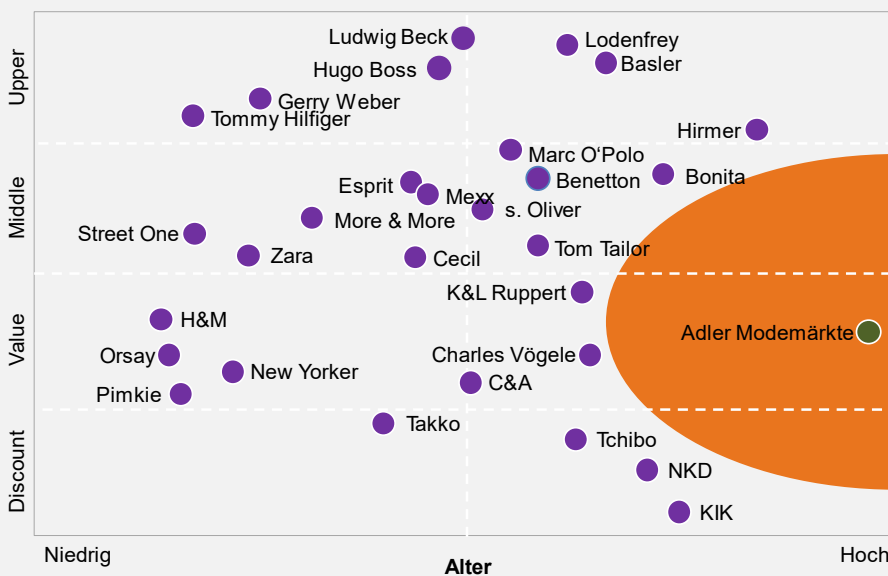 Upper
Ludwig Beck
Lodenfrey
Hugo Boss
Basler
Gerry Weber
Tommy Hilfiger
Hirmer
Middle
Marc O‘Polo
Esprit
Benetton
Bonita
Mexx
s. Oliver
More & More
Street One
Tom Tailor
Zara
Cecil
Value
K&L Ruppert
H&M
Adler Modemärkte
Orsay
Charles Vögele
New Yorker
C&A
Pimkie
Discount
Takko
Tchibo
NKD
KIK
Niedrig
Alter
Hoch